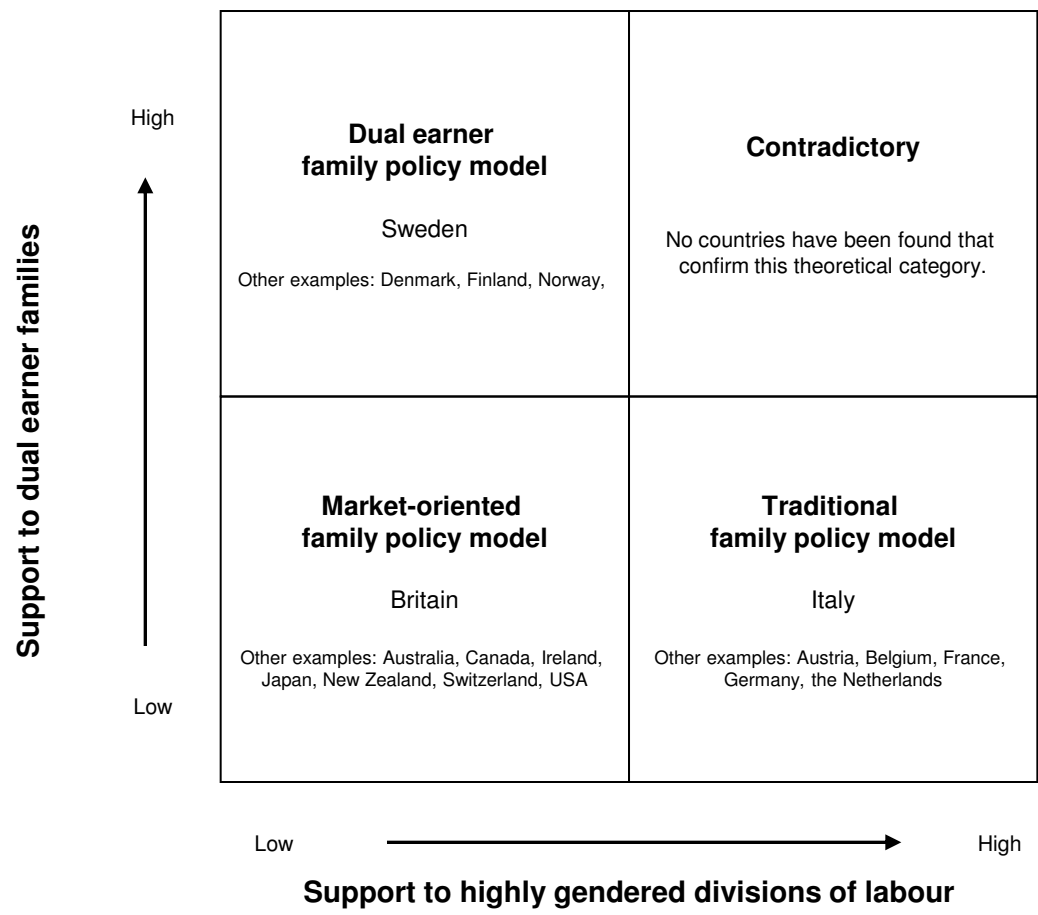 High
Low
Support to dual earner families
Dual earner
family policy model
Sweden
Other examples: Denmark, Finland, Norway,
Contradictory
No countries have been found that
confirm this theoretical category.
Market-oriented
family policy model
Britain
Other examples: Australia, Canada, Ireland,
Japan, New Zealand, Switzerland, USA
Traditional
family policy model
Italy
Other examples: Austria, Belgium, France,
Germany, the Netherlands
Low
High
Support to highly gendered divisions of labour